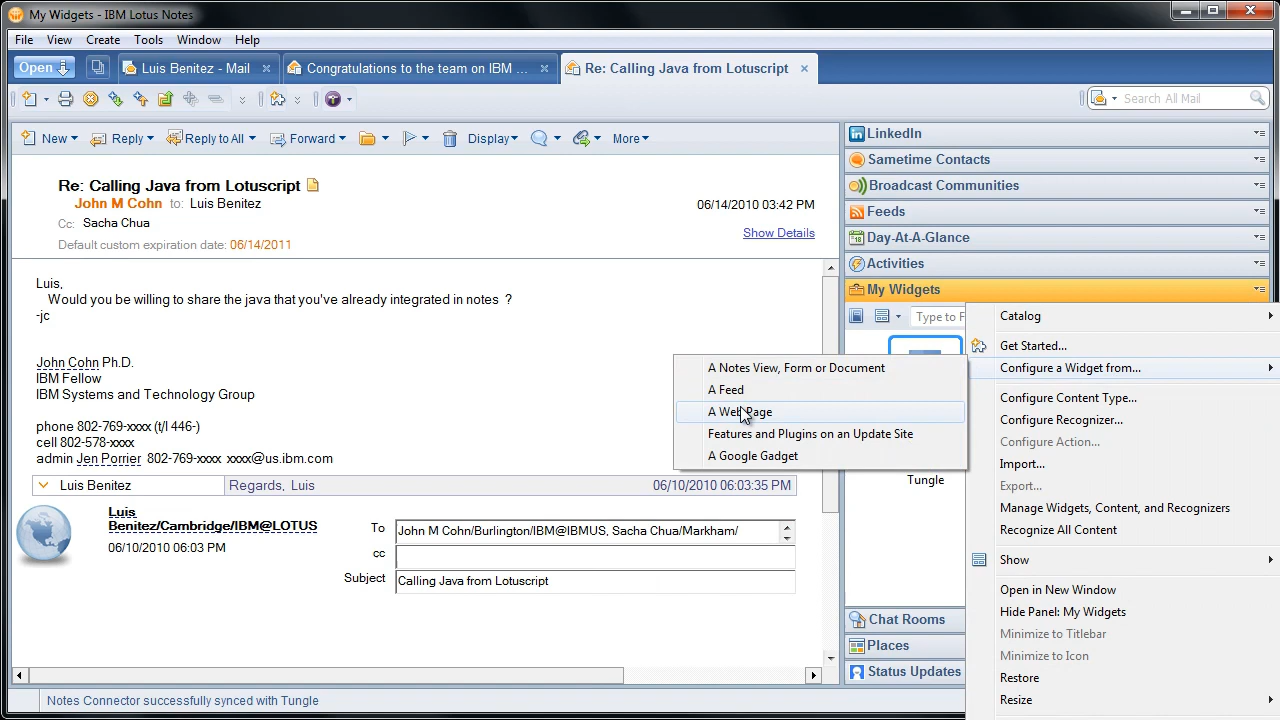 My Widgets - IBM Lotus Notes
File View Create Tools Window Help
Open Luis Benitez - Mail Congratulations to the team on IBM ... Re: Calling Java from Lotuscript
Search All Mail
New Reply Reply to All Forward Display More
Re: Calling Java from Lotuscript
John M Cohn to: Luis Benitez
06/14/2010 03:42 PM
Cc: Sacha Chua
Show Details
Default custom expiration date: 06/14/2011
Luis,
Would you be willing to share the java that you've already integrated in notes ?
-jc
John Cohn Ph.D.
IBM Fellow
IBM Systems and Technology Group
phone 802-769-xxxx (t/l 446-)
cell 802-578-xxxx
admin Jen Porrier 802-769-xxxx xxxx@us.ibm.com
Luis Benitez Regards, Luis 06/10/2010 06:03:35 PM
Luis
Benitez/Cambridge/IBM@LOTUS
06/10/2010 06:03 PM
To John M Cohn/Burlington/IBM@IBMUS, Sacha Chua/Markham/
cc
Subject Calling Java from Lotuscript
Notes Connector successfully synced with Tungle
LinkedIn
Sametime Contacts
Broadcast Communities
Feeds
18 Day-At-A-Glance
Activities
My Widgets
Type to F
Tungle
Chat Rooms
Places
Status Updates
Catalog
Get Started...
Configure a Widget from...
Configure Content Type...
Configure Recognizer...
Configure Action...
Import...
Export...
Manage Widgets, Content, and Recognizers
Recognize All Content
Show
Open in New Window
Hide Panel: My Widgets
Minimize to Titlebar
Minimize to Icon
Restore
Resize
A Notes View, Form or Document
A Feed
A Web Page
Features and Plugins on an Update Site
A Google Gadget